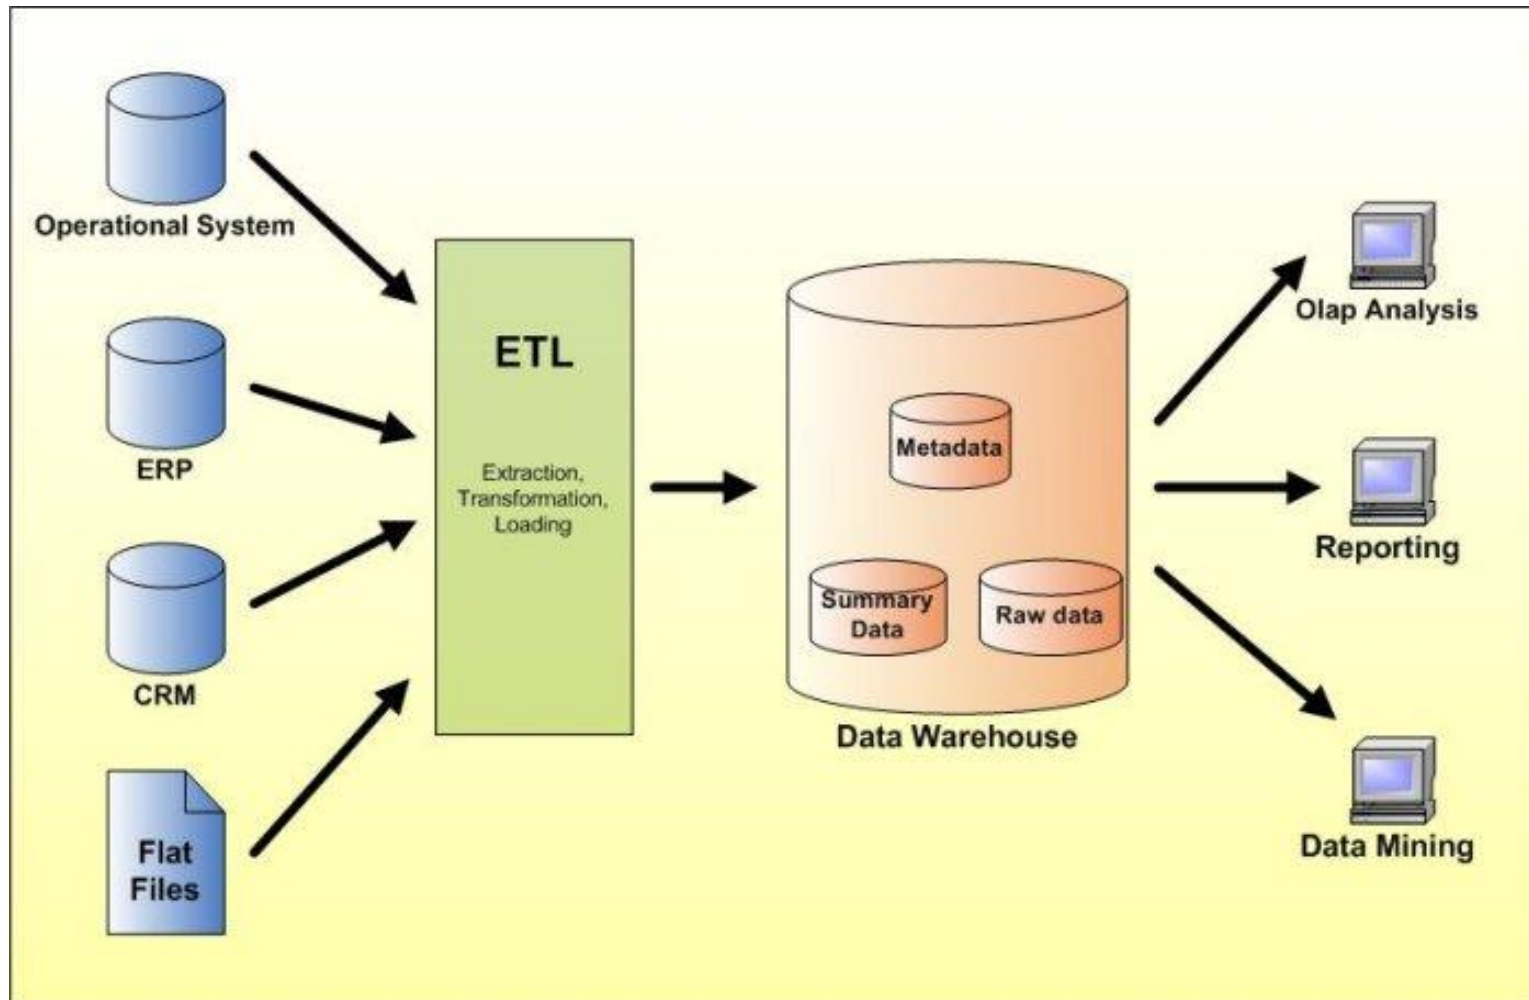 Operational System
ERP
CRM
Flat
Files
ETL
Extraction,
Transformation,
Loading
Metadata
Summary
Data
Raw data
Data Warehouse
Olap Analysis
Reporting
Data Mining